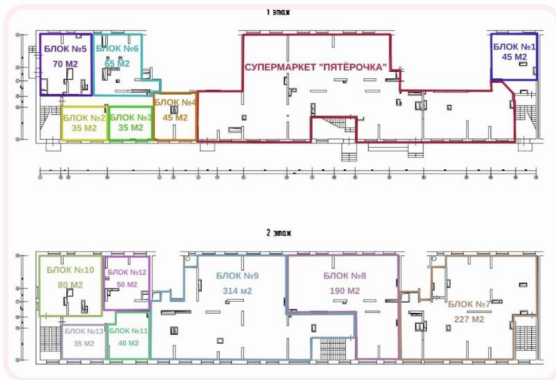 1 этаж
БЛОК №5
70 М2
БЛОК №6
65 М2
СУПЕРМАРКЕТ "ПЯТЁРОЧКА"
БЛОК №1
45 М2
БЛОК №2
35 М2
БЛОК №3
35 М2
БЛОК №4
45 М2
2 этаж
БЛОК №10
80 М2
БЛОК №12
50 М2
БЛОК №9
314 м2
БЛОК №8
190 М2
БЛОК №7
227 М2
БЛОК №13
35 М2
БЛОК №11
40 М2